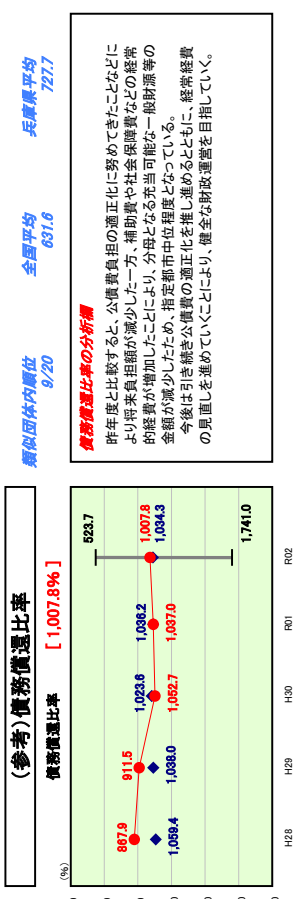 (参考)債務償還比率
債務償還比率
[ 1,007.8% ]
類似団体内順位
9/20
全国平均
631.6
兵庫県平均
727.7
(%)
867.9
911.5
1,052.7
1,037.0
1,007.8
1,059.4
1,038.0
1,023.6
1,036.2
1,034.3
523.7
1,741.0
H28
H29
H30
R01
R02
債務償還比率の分析欄
昨年度と比較すると、公債費負担の適正化に努めてきたことなどに
より将来負担額が減少した一方、補助費や社会保障費などの経常
的経費が増加したことにより、分母となる充当可能な一般財源等の
金額が減少したため、指定都市中位程度となっている。
今後は引き続き公債費の適正化を推し進めるとともに、経常経費
の見直しを進めていくことにより、健全な財政運営を目指していく。